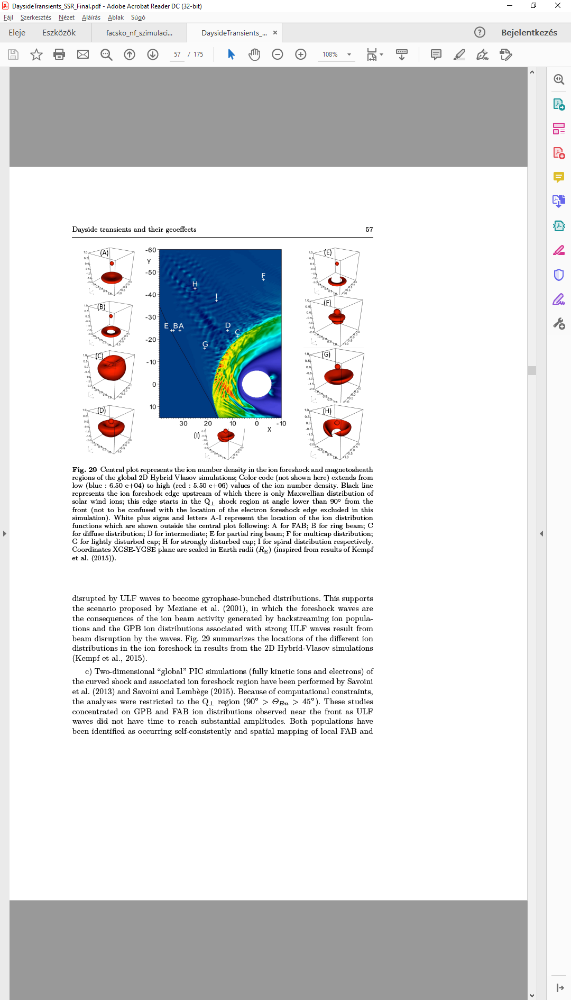 DaysideTransients_SSR_Final.pdf - Adobe Acrobat Reader DC (32-bit)
Fájl Szerkesztés Nézet Aláírás Ablak Súgó
Eleje Eszközök facsko_nf_szimulaci... DaysideTransients_... × Bejelentkezés
57 / 175 108%
Dayside transients and their geoeffects 57
(A)
(B)
(C)
(D)
-60
Y
-50
-40
-30
-20
-10
0
10
30 20 10 0 -10
X
F
H
I
E B A
D
C
G
(E)
(F)
(G)
(H)
(I)
Fig. 29 Central plot represents the ion number density in the ion foreshock and magnetosheath
regions of the global 2D Hybrid Vlasov simulations; Color code (not shown here) extends from
low (blue : 6.50 e+04) to high (red : 5.50 e+06) values of the ion number density. Black line
represents the ion foreshock edge upstream of which there is only Maxwellian distribution of
solar wind ions; this edge starts in the Q⊥ shock region at angle lower than 90° from the
front (not to be confused with the location of the electron foreshock edge excluded in this
simulation). White plus signs and letters A-I represent the location of the ion distribution
functions which are shown outside the central plot following: A for FAB; B for ring beam; C
for diffuse distribution; D for intermediate; E for partial ring beam; F for multicap distribution;
G for lightly disturbed cap; H for strongly disturbed cap; I for spiral distribution respectively.
Coordinates XGSE-YGSE plane are scaled in Earth radii (RE) (inspired from results of Kempf
et al. (2015)).
disrupted by ULF waves to become gyrophase-bunched distributions. This supports
the scenario proposed by Meziane et al. (2001), in which the foreshock waves are
the consequences of the ion beam activity generated by backstreaming ion popula-
tions and the GPB ion distributions associated with strong ULF waves result from
beam disruption by the waves. Fig. 29 summarizes the locations of the different ion
distributions in the ion foreshock in results from the 2D Hybrid-Vlasov simulations
(Kempf et al., 2015).
c) Two-dimensional “global” PIC simulations (fully kinetic ions and electrons) of
the curved shock and associated ion foreshock region have been performed by Savoini
et al. (2013) and Savoini and Lembège (2015). Because of computational constraints,
the analyses were restricted to the Q⊥ region (90° > ΘBn > 45°). These studies
concentrated on GPB and FAB ion distributions observed near the front as ULF
waves did not have time to reach substantial amplitudes. Both populations have
been identified as occurring self-consistently and spatial mapping of local FAB and